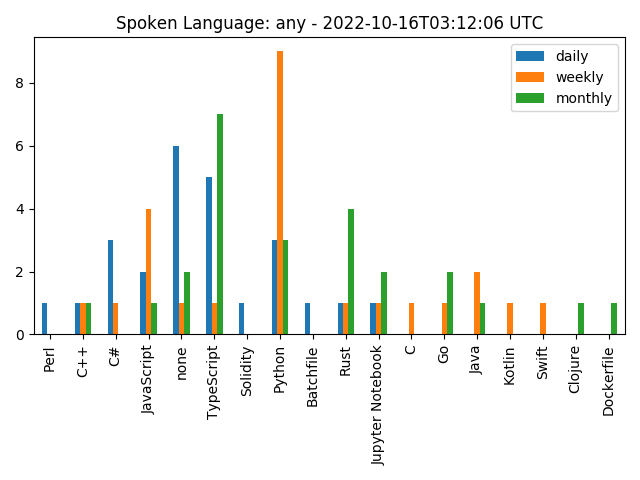 Spoken Language: any - 2022-10-16T03:12:06 UTC
daily
weekly
monthly
8
6
4
2
0
Perl
C++
C#
JavaScript
none
TypeScript
Solidity
Python
Batchfile
Rust
Jupyter Notebook
C
Go
Java
Kotlin
Swift
Clojure
Dockerfile